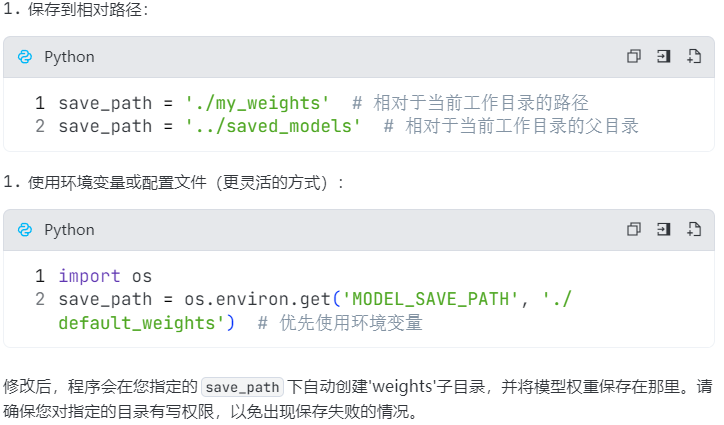 1. 保存到相对路径：
Python
1 save_path = './my_weights'  # 相对于当前工作目录的路径
2 save_path = '../saved_models'  # 相对于当前工作目录的父目录
1. 使用环境变量或配置文件（更灵活的方式）：
Python
1 import os
2 save_path = os.environ.get('MODEL_SAVE_PATH', './
default_weights')  # 优先使用环境变量
修改后，程序会在您指定的 save_path 下自动创建'weights'子目录，并将模型权重保存在那里。请
确保您对指定的目录有写权限，以免出现保存失败的情况。